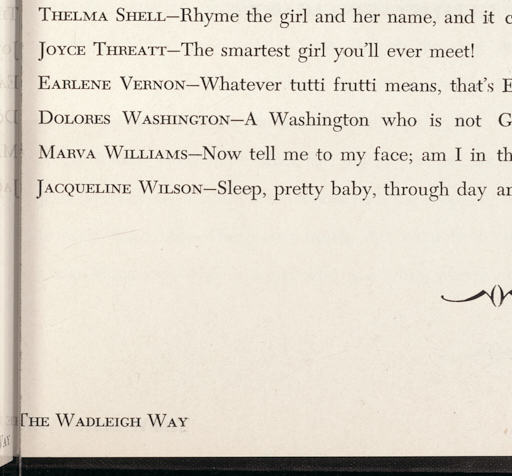 Thelma Shell—Rhyme the girl and her name, and it
Joyce Threatt—The smartest girl you'll ever meet!
Earlene Vernon—Whatever tutti frutti means, that's
Dolores Washington—A Washington who is not
Marva Williams—Now tell me to my face; am I in
Jacqueline Wilson—Sleep, pretty baby, through day
The Wadleigh Way